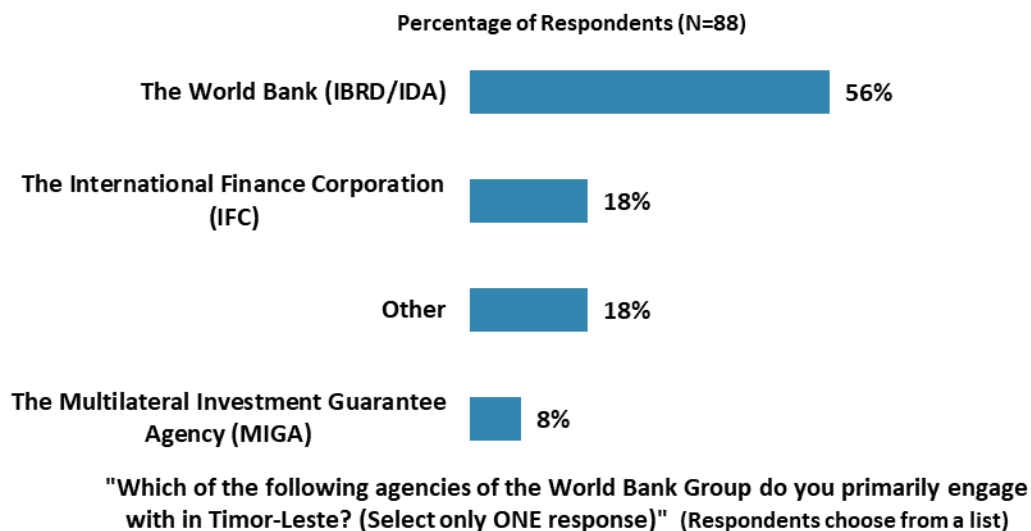 Percentage of Respondents (N=88)
The World Bank (IBRD/IDA)
56%
The International Finance Corporation
(IFC)
18%
Other
18%
The Multilateral Investment Guarantee
Agency (MIGA)
8%
"Which of the following agencies of the World Bank Group do you primarily engage
with in Timor-Leste? (Select only ONE response)" (Respondents choose from a list)